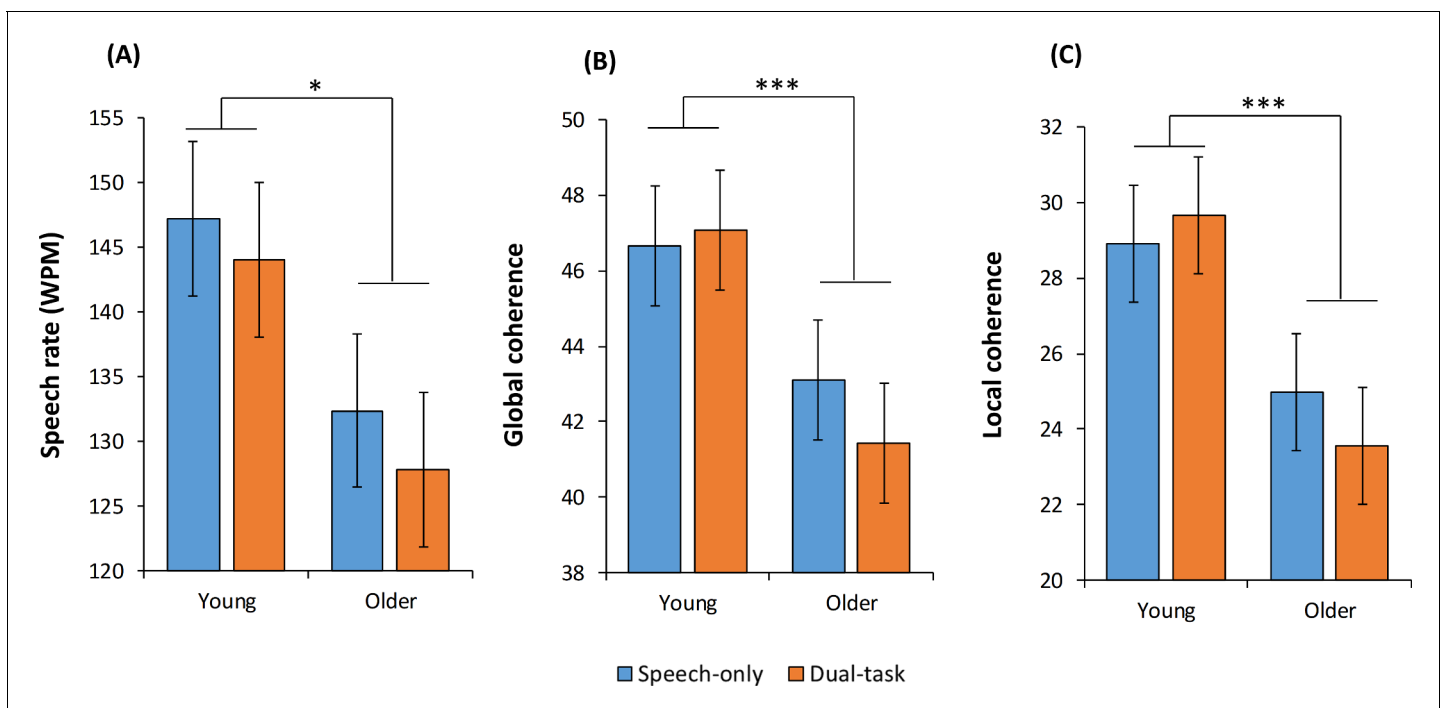 (A)
*
Speech rate (WPM)
155
150
145
140
135
130
125
120
Young Older
(B)
***
Global coherence
50
48
46
44
42
40
38
Young Older
(C)
***
Local coherence
32
30
28
26
24
22
20
Young Older
Speech-only Dual-task